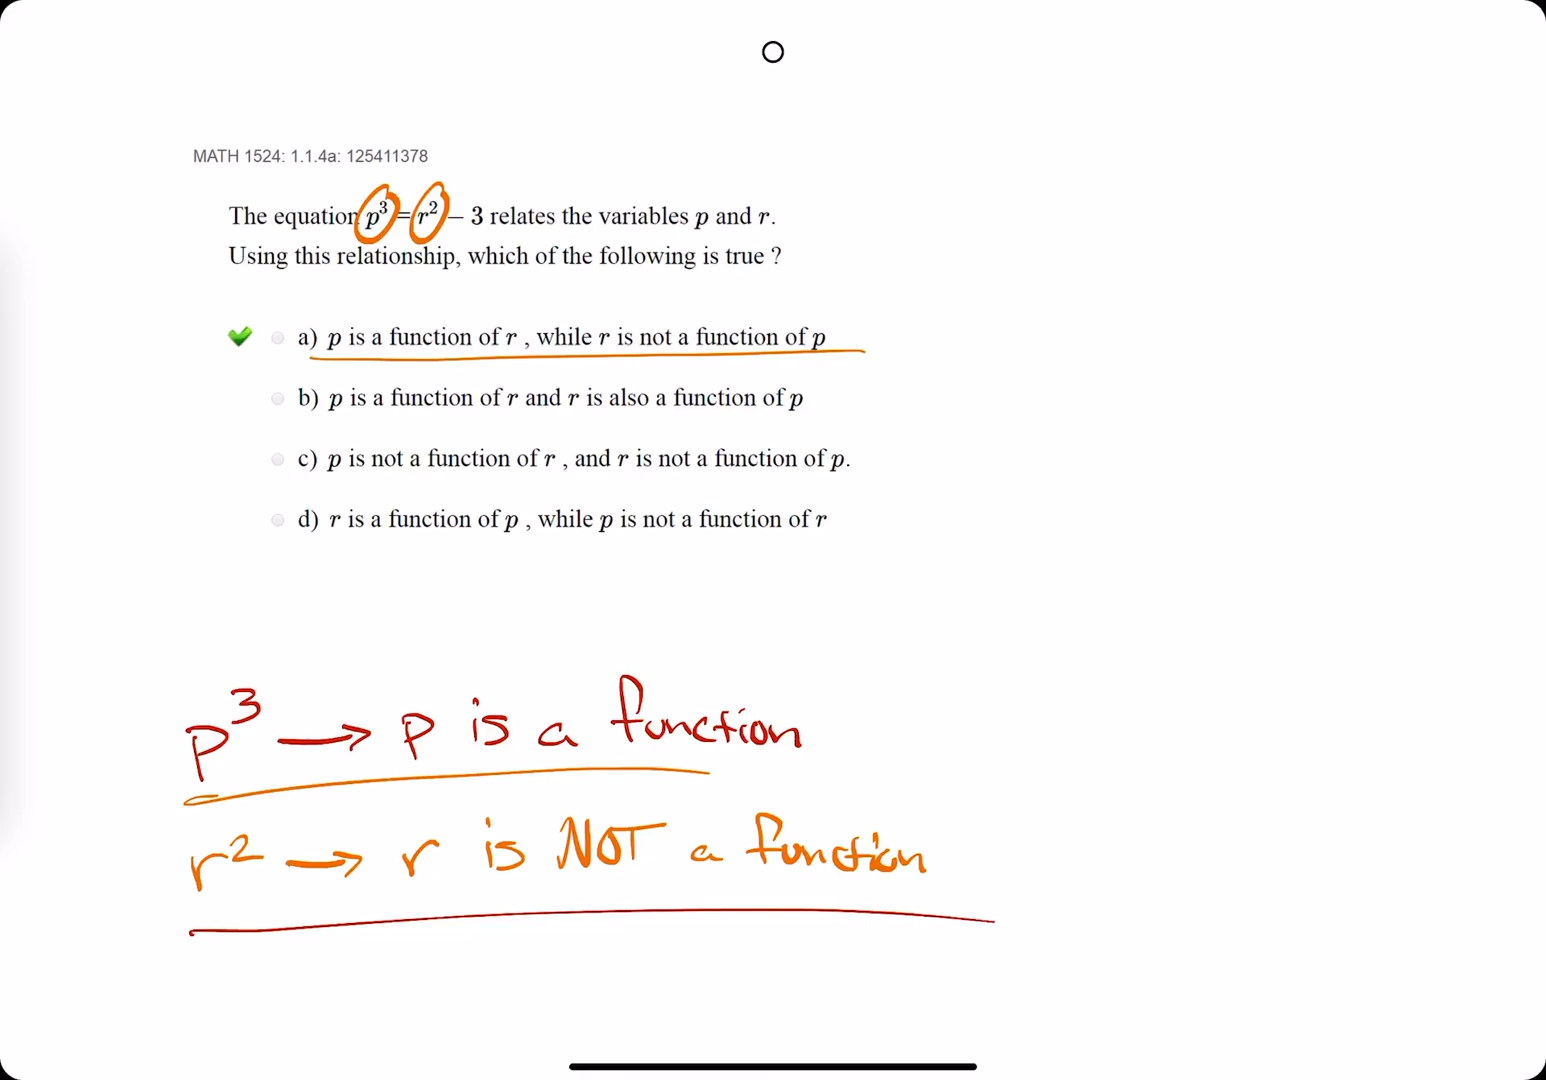 MATH 1524: 1.1.4a: 125411378
The equation p³ = r² – 3 relates the variables p and r.
Using this relationship, which of the following is true ?
a) p is a function of r , while r is not a function of p
b) p is a function of r and r is also a function of p
c) p is not a function of r , and r is not a function of p.
d) r is a function of p , while p is not a function of r
p³ → p is a function
r² → r is NOT a function